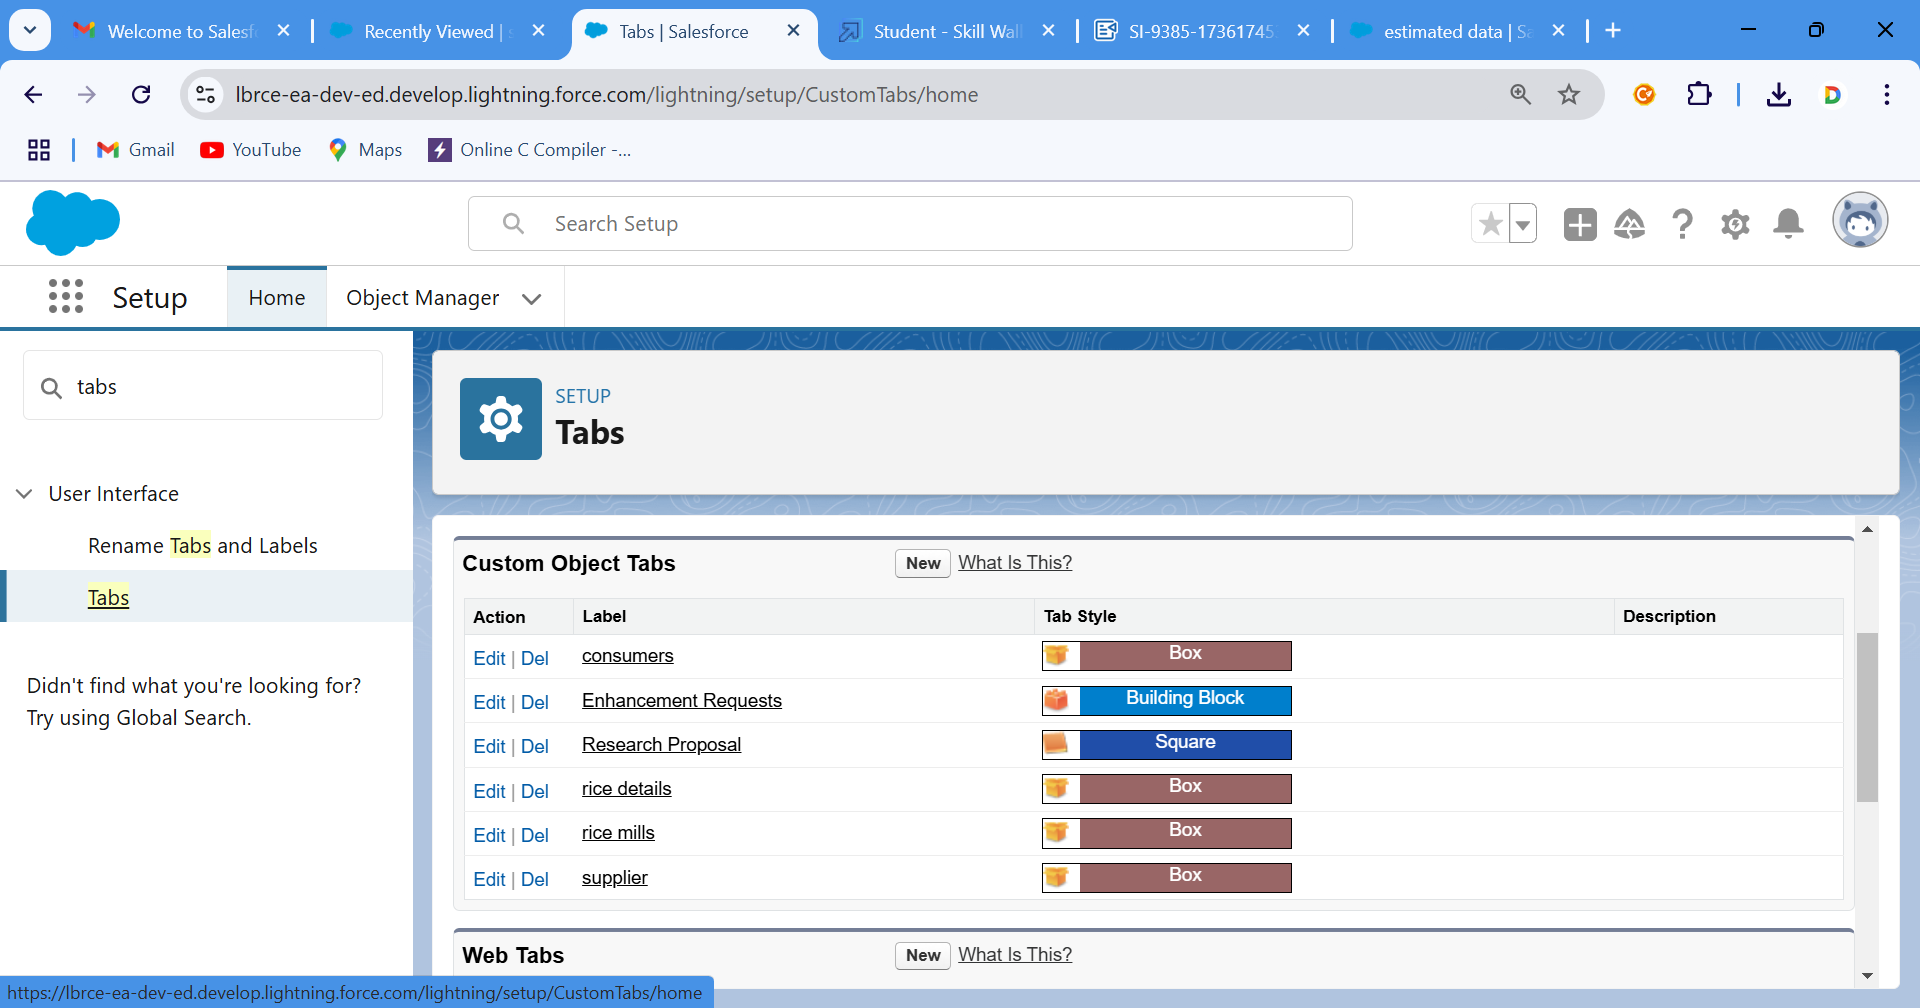 Welcome to Salesf
Recently Viewed | s
Tabs | Salesforce
Student - Skill Wal
SI-9385-17361745
estimated data | Sa
lbrce-ea-dev-ed.develop.lightning.force.com/lightning/setup/CustomTabs/home
D
Gmail
YouTube
Maps
Online C Compiler -...
Search Setup
Setup
Home
Object Manager
tabs
User Interface
Rename Tabs and Labels
Tabs
Didn't find what you're looking for?
Try using Global Search.
SETUP
Tabs
Custom Object Tabs
New
What Is This?
Action
Label
Tab Style
Description
Edit | Del
consumers
Box
Edit | Del
Enhancement Requests
Building Block
Edit | Del
Research Proposal
Square
Edit | Del
rice details
Box
Edit | Del
rice mills
Box
Edit | Del
supplier
Box
Web Tabs
New
What Is This?
https://lbrce-ea-dev-ed.develop.lightning.force.com/lightning/setup/CustomTabs/home